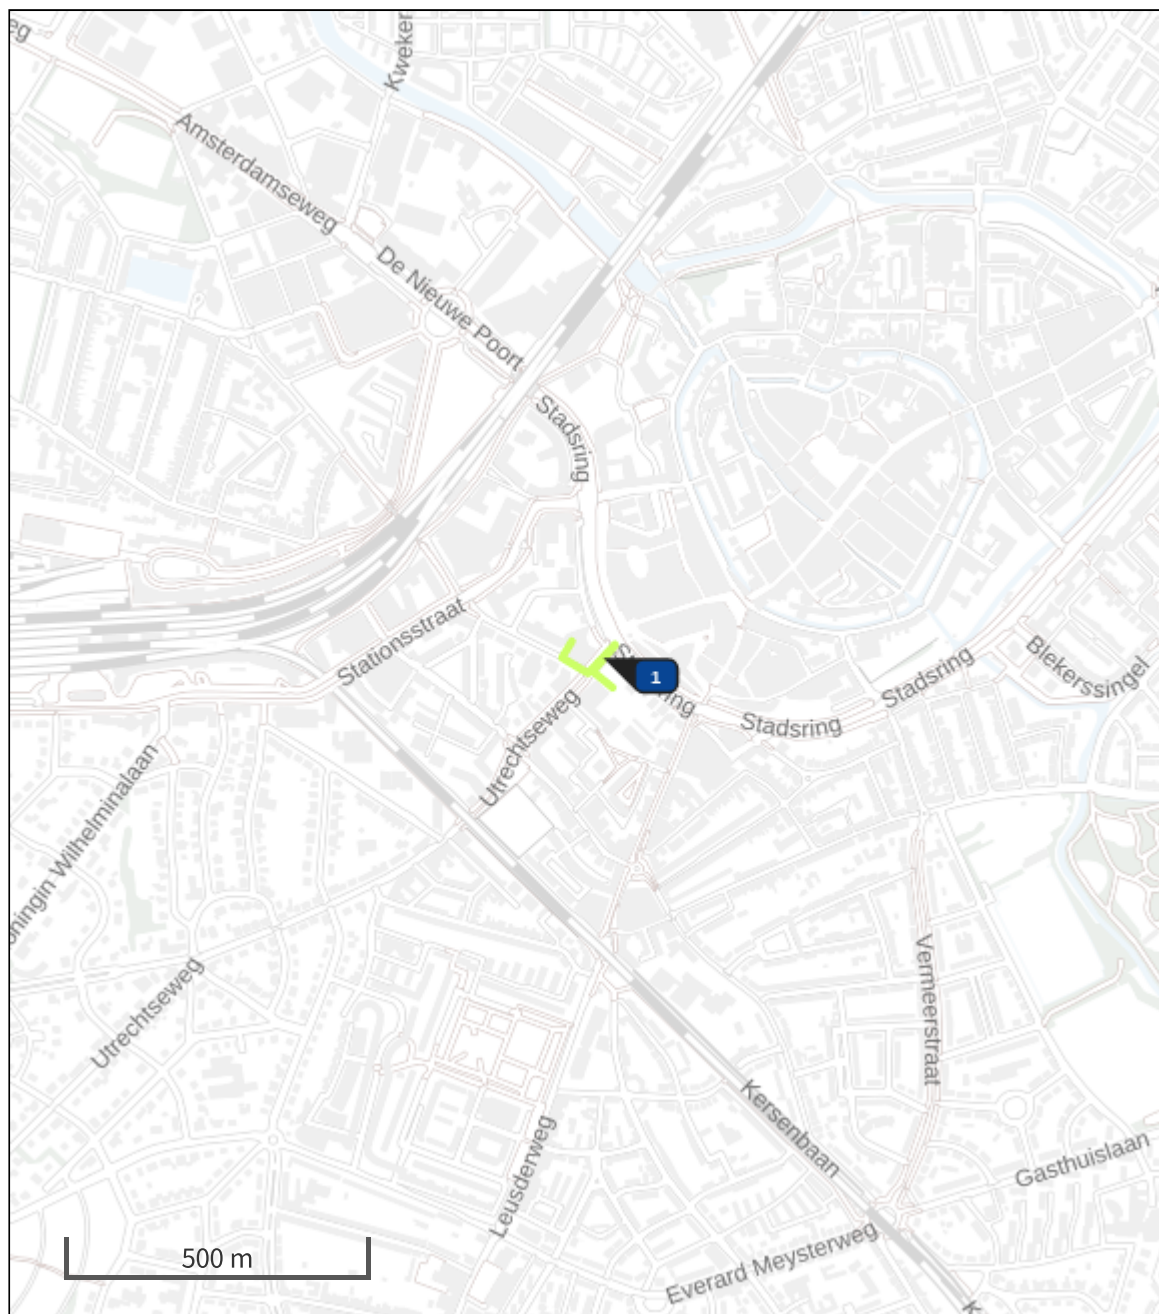 Kweker
Amsterdamseweg
De Nieuwe Poort
Stadsring
Stationsstraat
Blekerssingel
1
Stadsring
Stadsring
Utrechtseweg
Utrechtseweg
Vermeerstraat
Kersenbaan
Leusderweg
Gasthuislaan
Everard Meysterweg
500 m